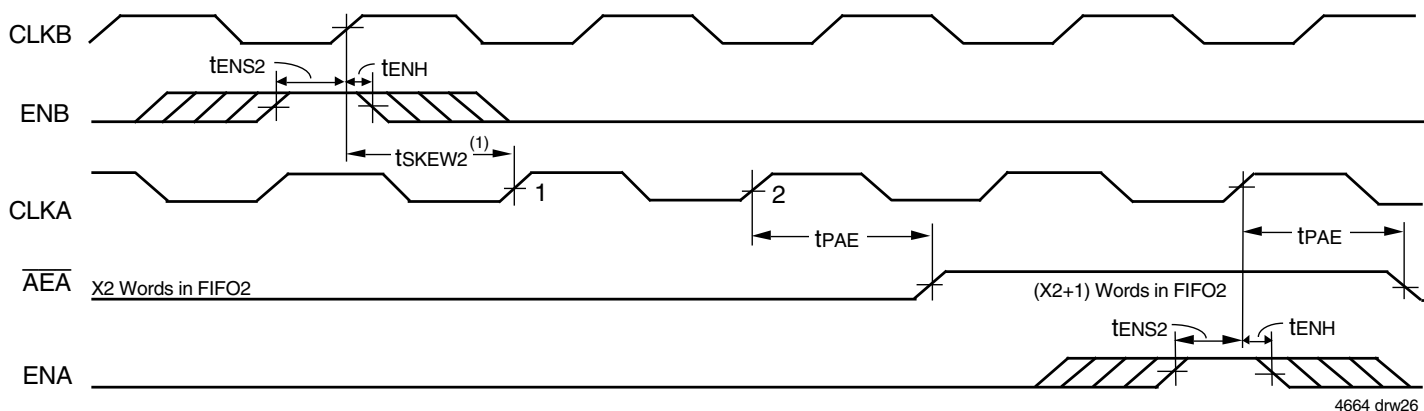 CLKB
tENS2 tENH
ENB
tSKEW2 (1)
1 2
CLKA
tPAE tPAE
AEA
X2 Words in FIFO2 (X2+1) Words in FIFO2
tENS2 tENH
ENA
4664 drw26